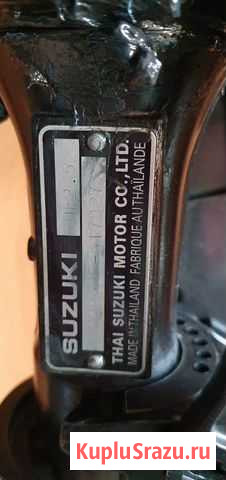 SUZUKI
THAI SUZUKI MOTOR CO.,LTD.
MADE IN THAILAND FABRIQUE AU THAILANDE
KupluSrazu.ru